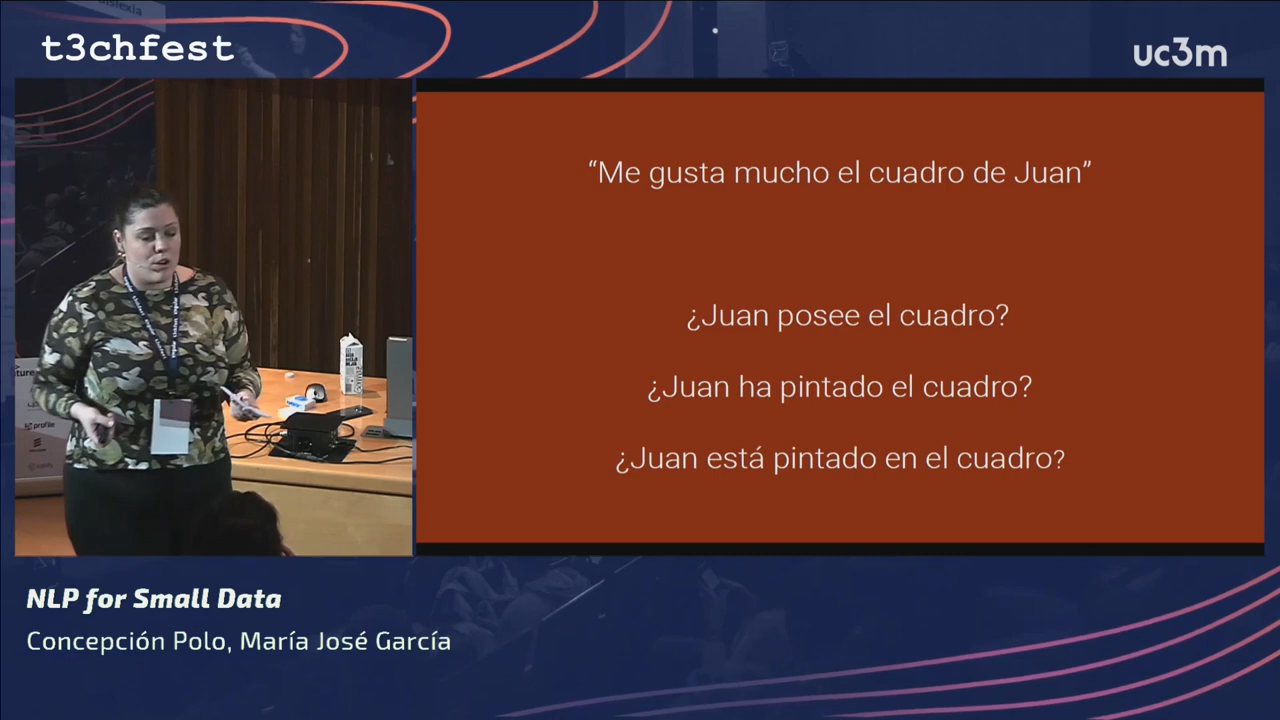 t3chfest
uc3m
“Me gusta mucho el cuadro de Juan”
¿Juan posee el cuadro?
¿Juan ha pintado el cuadro?
¿Juan está pintado en el cuadro?
profile
NLP for Small Data
Concepción Polo, María José García